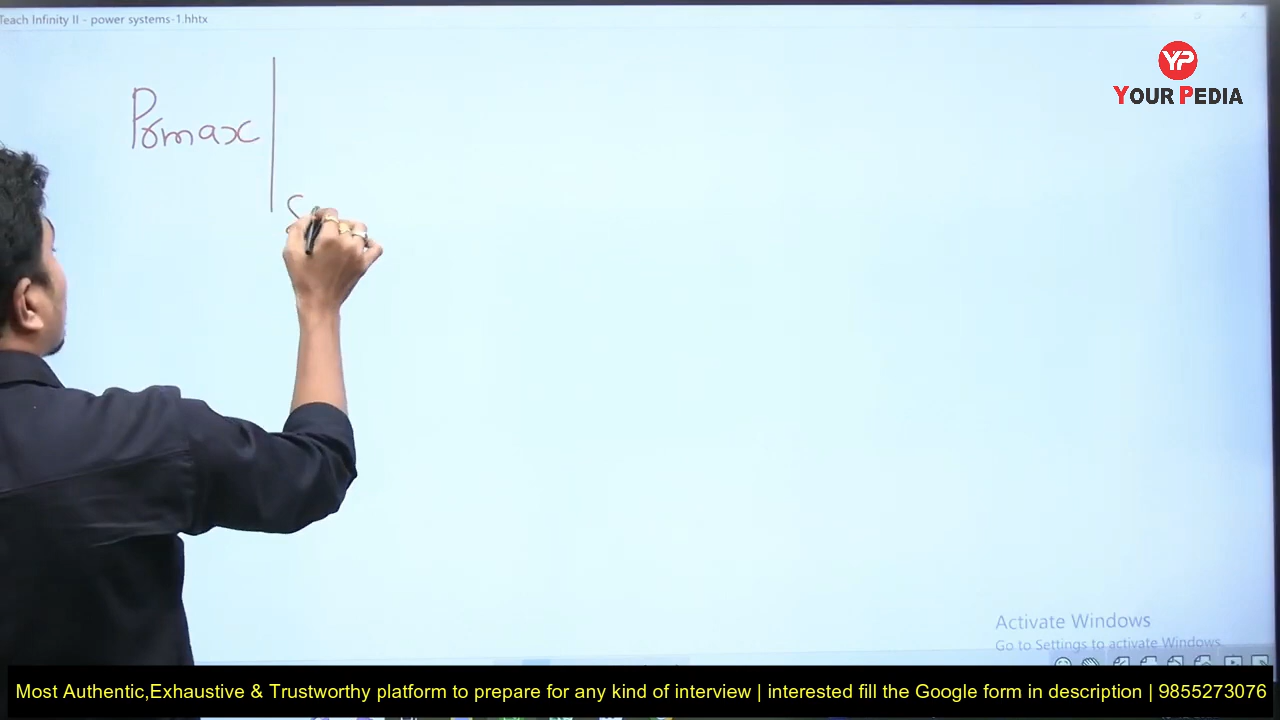 Teach Infinity II - power systems-1.hhtx
YP
YOUR PEDIA
Prmax
S
Activate Windows
Go to Settings to activate Windows.
Most Authentic,Exhaustive & Trustworthy platform to prepare for any kind of interview | interested fill the Google form in description | 9855273076